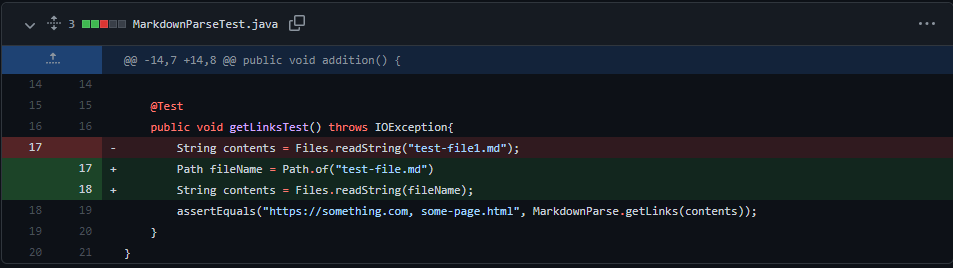 3 MarkdownParseTest.java
@@ -14,7 +14,8 @@ public void addition() {
14 14
15 15 @Test
16 16 public void getLinksTest() throws IOException{
17 - String contents = Files.readString("test-file1.md");
17 + Path fileName = Path.of("test-file.md")
18 + String contents = Files.readString(fileName);
18 19 assertEquals("https://something.com, some-page.html", MarkdownParse.getLinks(contents));
19 20 }
20 21 }